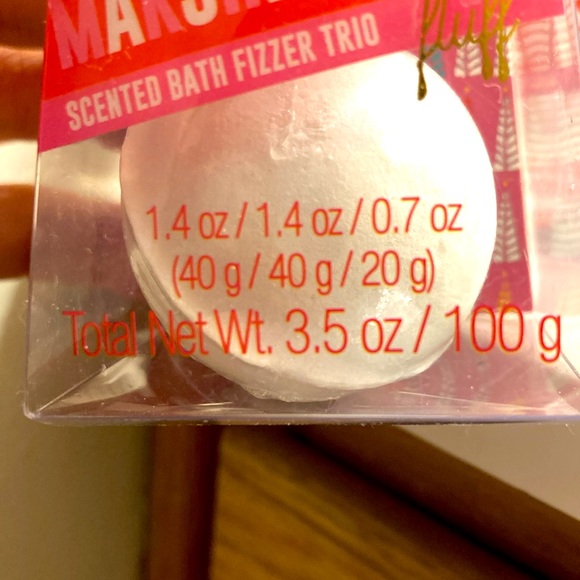 fluff
SCENTED BATH FIZZER TRIO
1.4 oz / 1.4 oz / 0.7 oz
(40 g / 40 g / 20 g)
Total Net Wt. 3.5 oz / 100 g